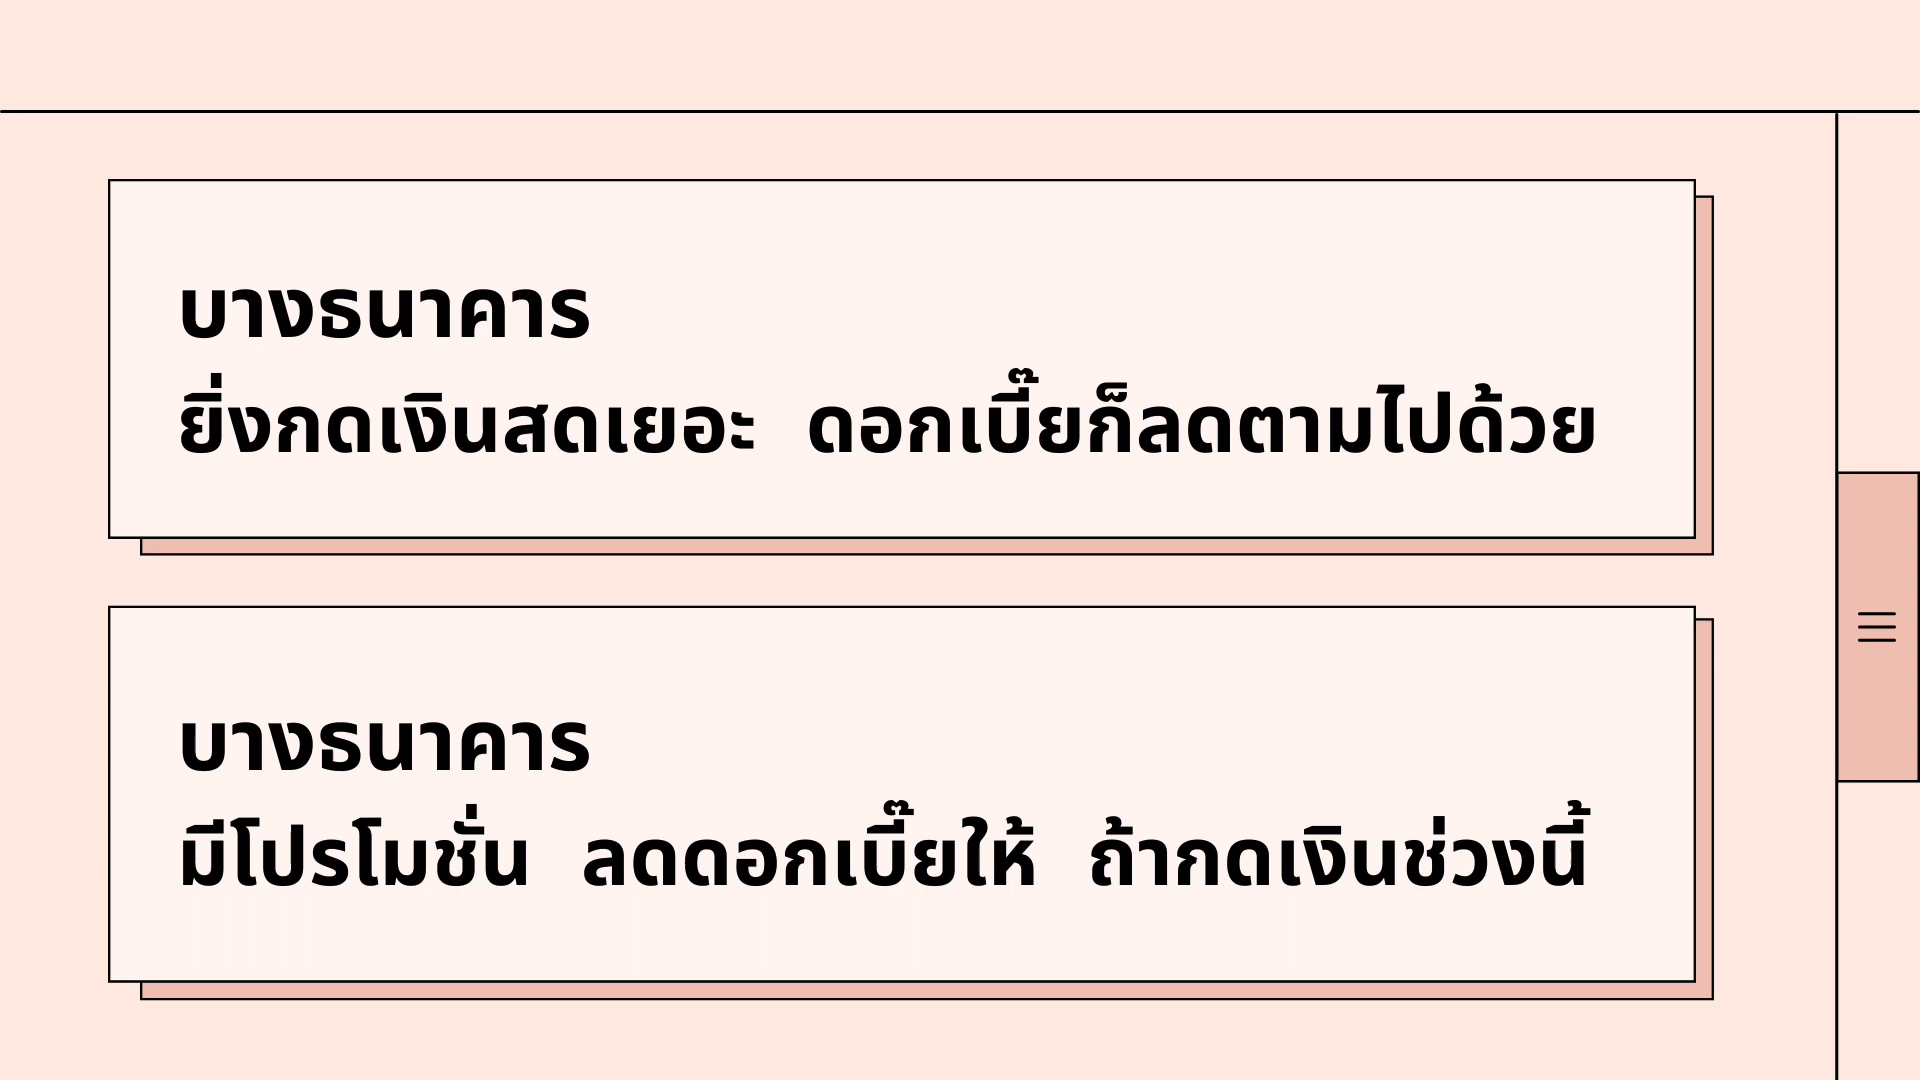 บางธนาคาร
ยิ่งกดเงินสดเยอะ ดอกเบี๊ยก็ลดตามไปด้วย
บางธนาคาร
มีโปรโมชั่น ลดดอกเบี๊ยให้ ถ้ากดเงินช่วงนี้